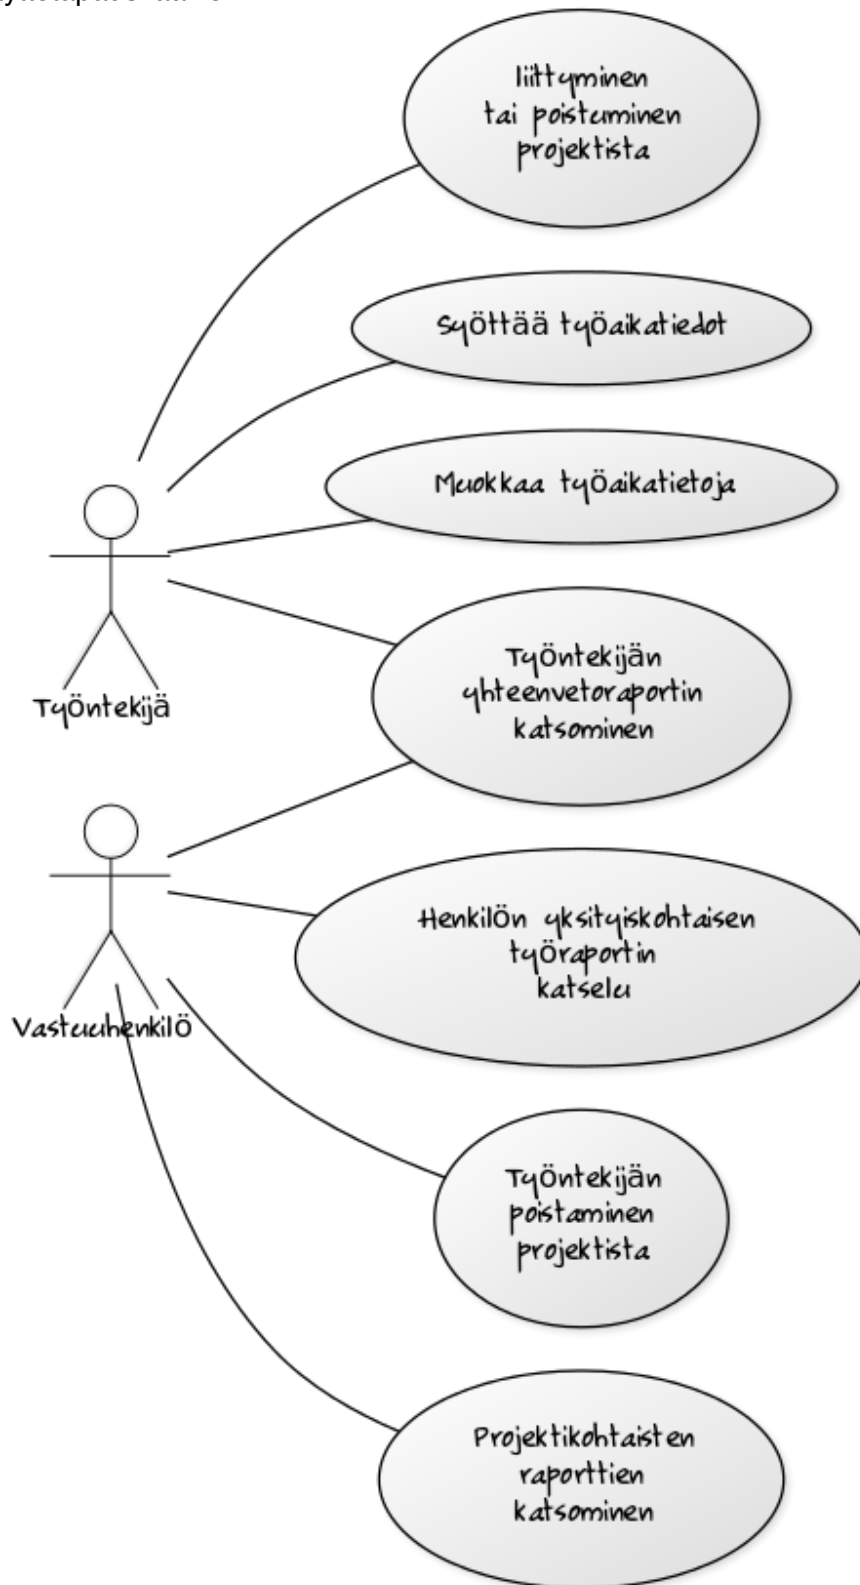 liittyminen
tai poistuminen
projektista
Syöttää työaikatiedot
Muokkaa työaikatietoja
Työntekijän
yhteenvetoraportin
katsominen
Työntekijä
Henkilön yksityiskohtaisen
työraportin
katselu
Vastuuhenkilö
Työntekijän
poistaminen
projektista
Projektikohtaisten
raporttien
katsominen